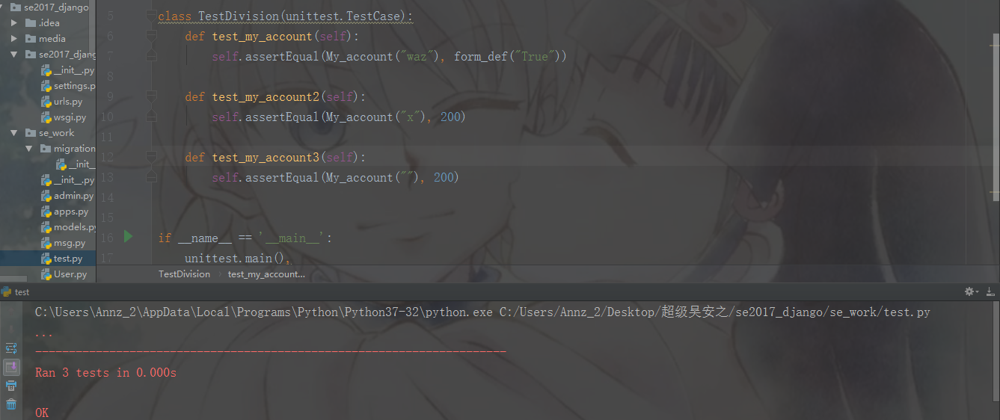 se2017_django
.idea
media
se2017_djang
__init__.py
settings.p
urls.py
wsgi.py
se_work
migration
__init_
__init__.py
admin.py
apps.py
models.py
msg.py
test.py
User.py
5 class TestDivision(unittest.TestCase):
6 def test_my_account(self):
7 self.assertEqual(My_account("waz"), form_def("True"))
8
9 def test_my_account2(self):
10 self.assertEqual(My_account("x"), 200)
11
12 def test_my_account3(self):
13 self.assertEqual(My_account(""), 200)
14
15
16 if __name__ == '__main__':
17 unittest.main(),
TestDivision test_my_account...
test
C:\Users\Annz_2\AppData\Local\Programs\Python\Python37-32\python.exe C:/Users/Annz_2/Desktop/超级吴安之/se2017_django/se_work/test.py
...
----------------------------------------------------------------------
Ran 3 tests in 0.000s
OK